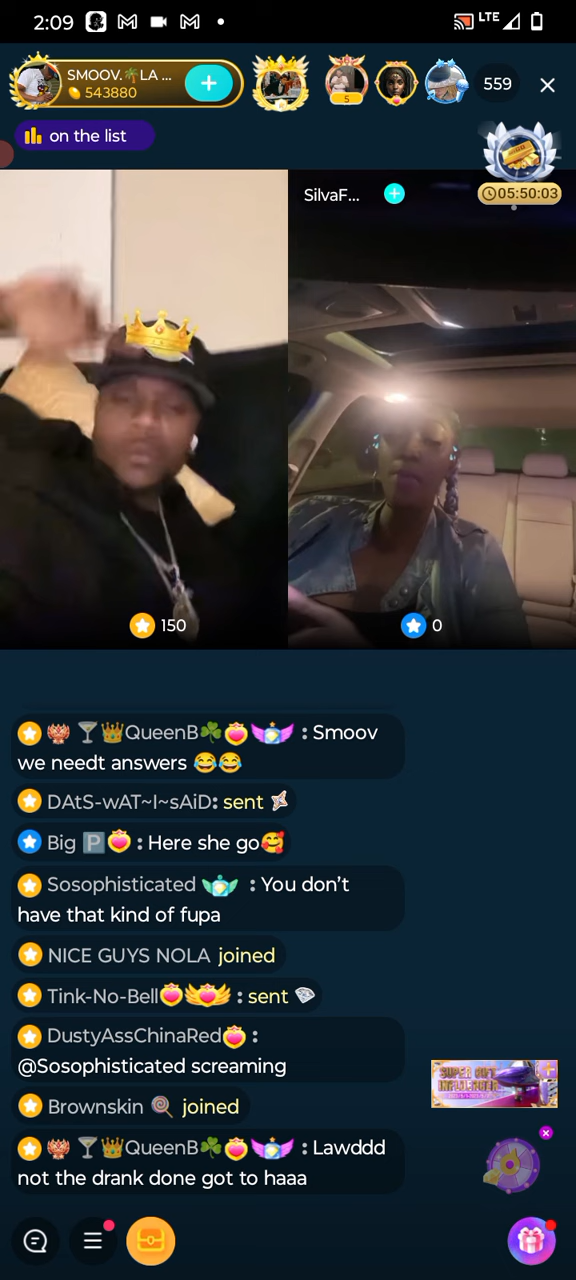 2:09
LTE
SMOOV.🌴LA ...
543880
5
559
on the list
05:50:03
SilvaF...
150
0
QueenB☘️ : Smoov
we needt answers 😂😂
DAtS-wAT~I~sAiD: sent
Big 🅿️ : Here she go🥰
Sosophisticated : You don't
have that kind of fupa
NICE GUYS NOLA joined
Tink-No-Bell : sent
DustyAssChinaRed :
@Sosophisticated screaming
Brownskin 🍭 joined
SUPER GIFT
QueenB☘️ : Lawddd
not the drank done got to haaa